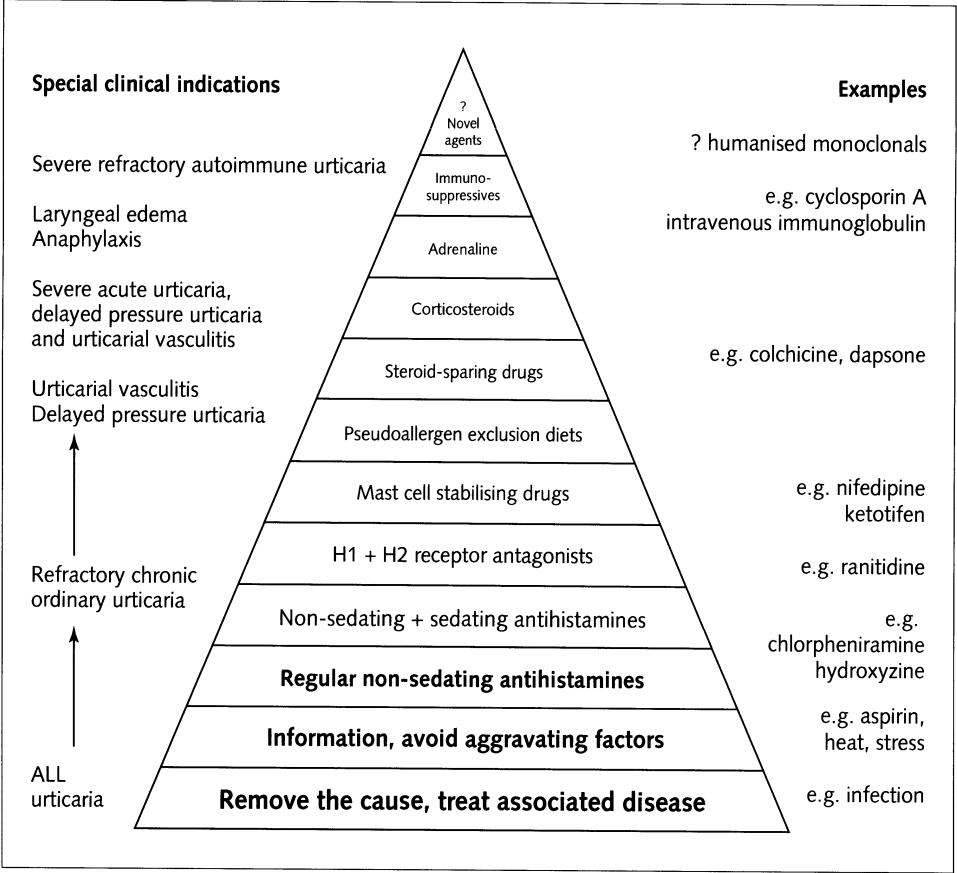 Special clinical indications
Severe refractory autoimmune urticaria
Laryngeal edema
Anaphylaxis
Severe acute urticaria,
delayed pressure urticaria
and urticarial vasculitis
Urticarial vasculitis
Delayed pressure urticaria
Refractory chronic
ordinary urticaria
ALL
urticaria
?
Novel
agents
Immuno-
suppressives
Adrenaline
Corticosteroids
Steroid-sparing drugs
Pseudoallergen exclusion diets
Mast cell stabilising drugs
H1 + H2 receptor antagonists
Non-sedating + sedating antihistamines
Regular non-sedating antihistamines
Information, avoid aggravating factors
Remove the cause, treat associated disease
Examples
? humanised monoclonals
e.g. cyclosporin A
intravenous immunoglobulin
e.g. colchicine, dapsone
e.g. nifedipine
ketotifen
e.g. ranitidine
e.g.
chlorpheniramine
hydroxyzine
e.g. aspirin,
heat, stress
e.g. infection